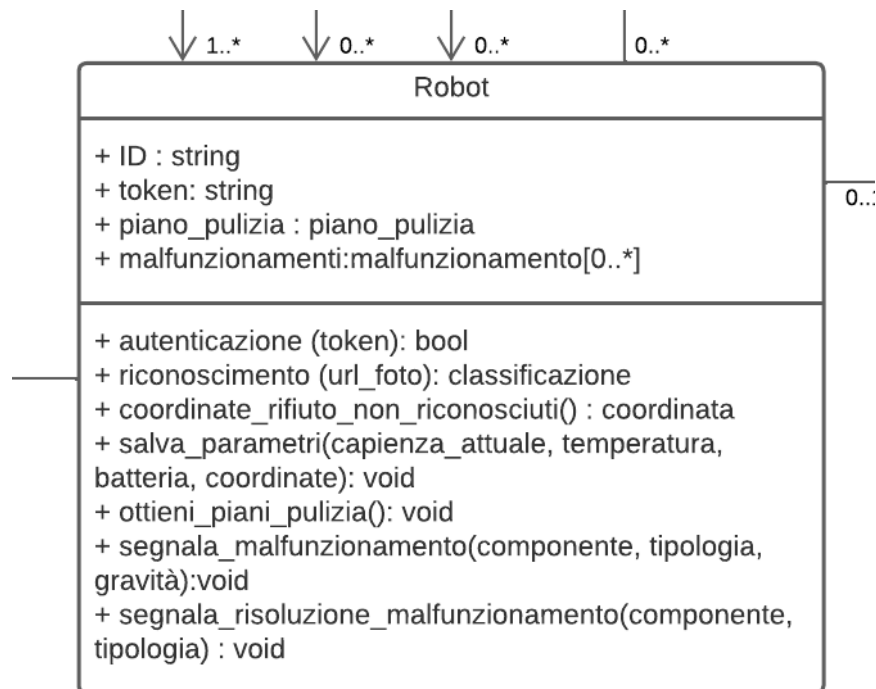 1..* 0..* 0..* 0..*
Robot
+ ID : string
+ token: string
0..1
+ piano_pulizia : piano_pulizia
+ malfunzionamenti:malfunzionamento[0..*]
+ autenticazione (token): bool
+ riconoscimento (url_foto): classificazione
+ coordinate_rifiuto_non_riconosciuti() : coordinata
+ salva_parametri(capienza_attuale, temperatura,
batteria, coordinate): void
+ ottieni_piani_pulizia(): void
+ segnala_malfunzionamento(componente, tipologia,
gravità):void
+ segnala_risoluzione_malfunzionamento(componente,
tipologia) : void